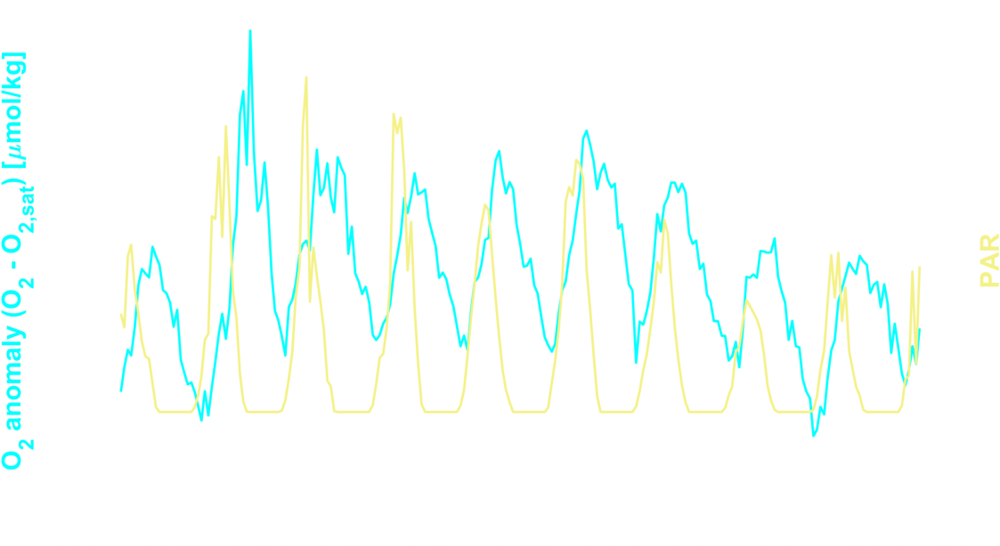 O₂ anomaly (O₂ - O₂,sat) [μmol/kg]
PAR